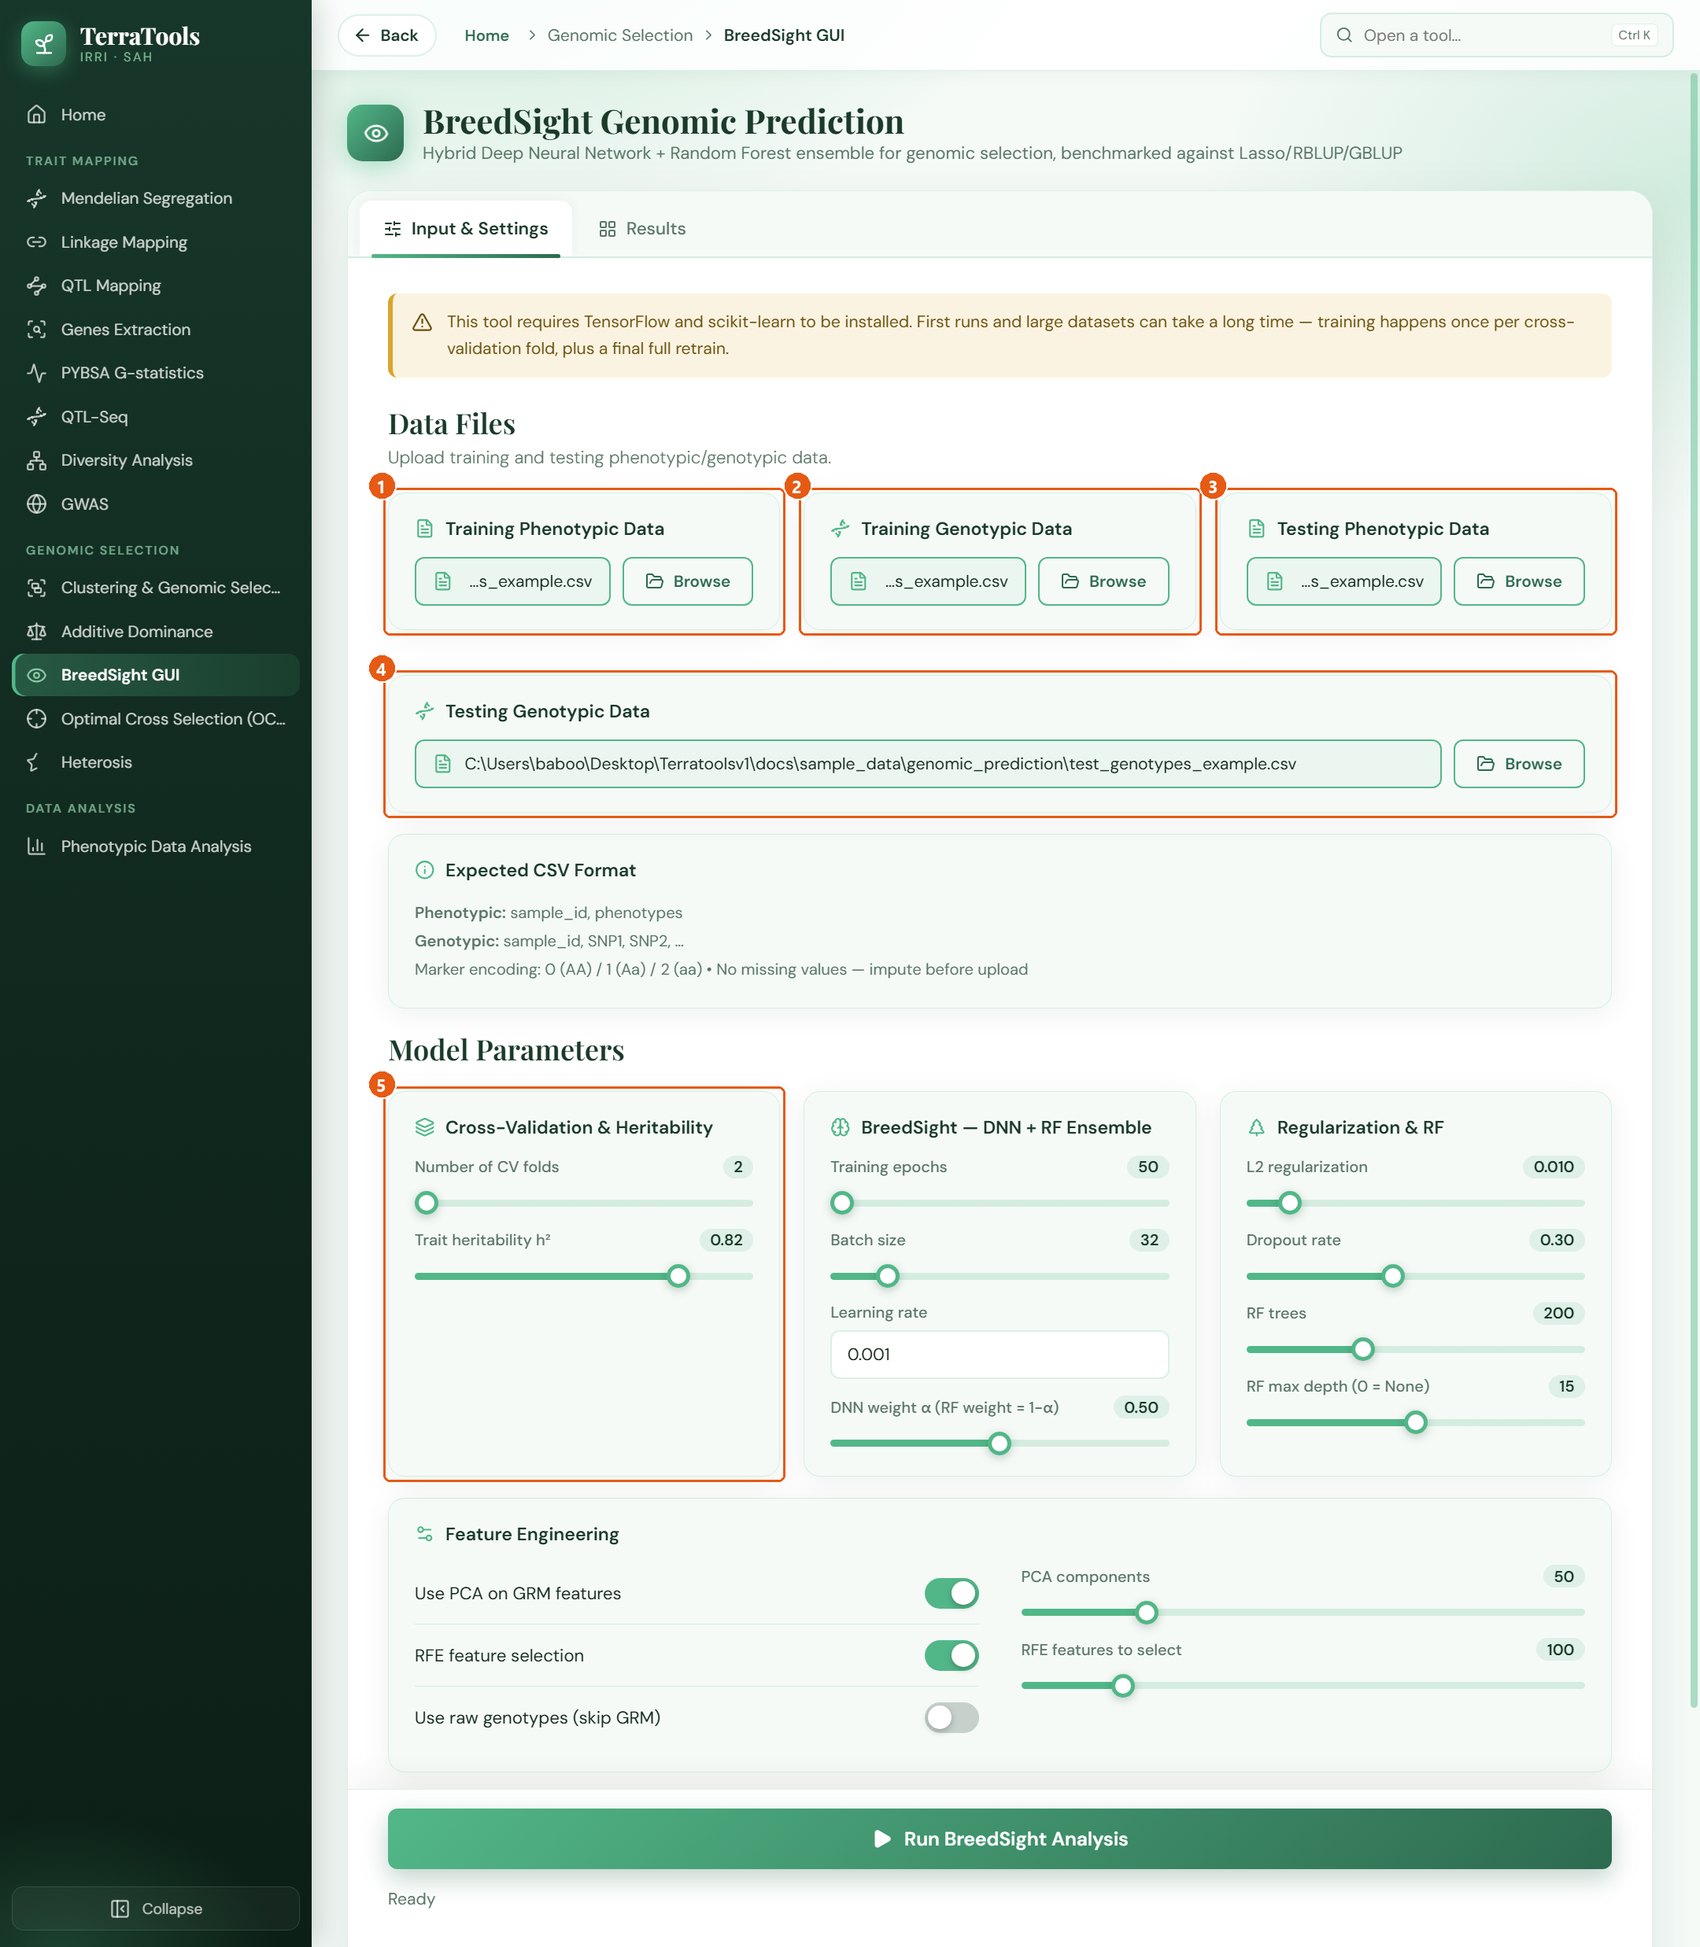 TerraTools
IRRI · SAH
Home
TRAIT MAPPING
Mendelian Segregation
Linkage Mapping
QTL Mapping
Genes Extraction
PYBSA G-statistics
QTL-Seq
Diversity Analysis
GWAS
GENOMIC SELECTION
Clustering & Genomic Selec...
Additive Dominance
BreedSight GUI
Optimal Cross Selection (OC...
Heterosis
DATA ANALYSIS
Phenotypic Data Analysis
Collapse
Back Home > Genomic Selection > BreedSight GUI
Open a tool... Ctrl K
BreedSight Genomic Prediction
Hybrid Deep Neural Network + Random Forest ensemble for genomic selection, benchmarked against Lasso/RBLUP/GBLUP
Input & Settings Results
This tool requires TensorFlow and scikit-learn to be installed. First runs and large datasets can take a long time — training happens once per cross-
validation fold, plus a final full retrain.
Data Files
Upload training and testing phenotypic/genotypic data.
1
Training Phenotypic Data
...s_example.csv Browse
2
Training Genotypic Data
...s_example.csv Browse
3
Testing Phenotypic Data
...s_example.csv Browse
4
Testing Genotypic Data
C:\Users\baboo\Desktop\Terratoolsv1\docs\sample_data\genomic_prediction\test_genotypes_example.csv Browse
Expected CSV Format
Phenotypic: sample_id, phenotypes
Genotypic: sample_id, SNP1, SNP2, ...
Marker encoding: 0 (AA) / 1 (Aa) / 2 (aa) • No missing values — impute before upload
Model Parameters
5
Cross-Validation & Heritability
Number of CV folds 2
Trait heritability h² 0.82
BreedSight — DNN + RF Ensemble
Training epochs 50
Batch size 32
Learning rate
0.001
DNN weight α (RF weight = 1-α) 0.50
Regularization & RF
L2 regularization 0.010
Dropout rate 0.30
RF trees 200
RF max depth (0 = None) 15
Feature Engineering
Use PCA on GRM features
RFE feature selection
Use raw genotypes (skip GRM)
PCA components 50
RFE features to select 100
Run BreedSight Analysis
Ready